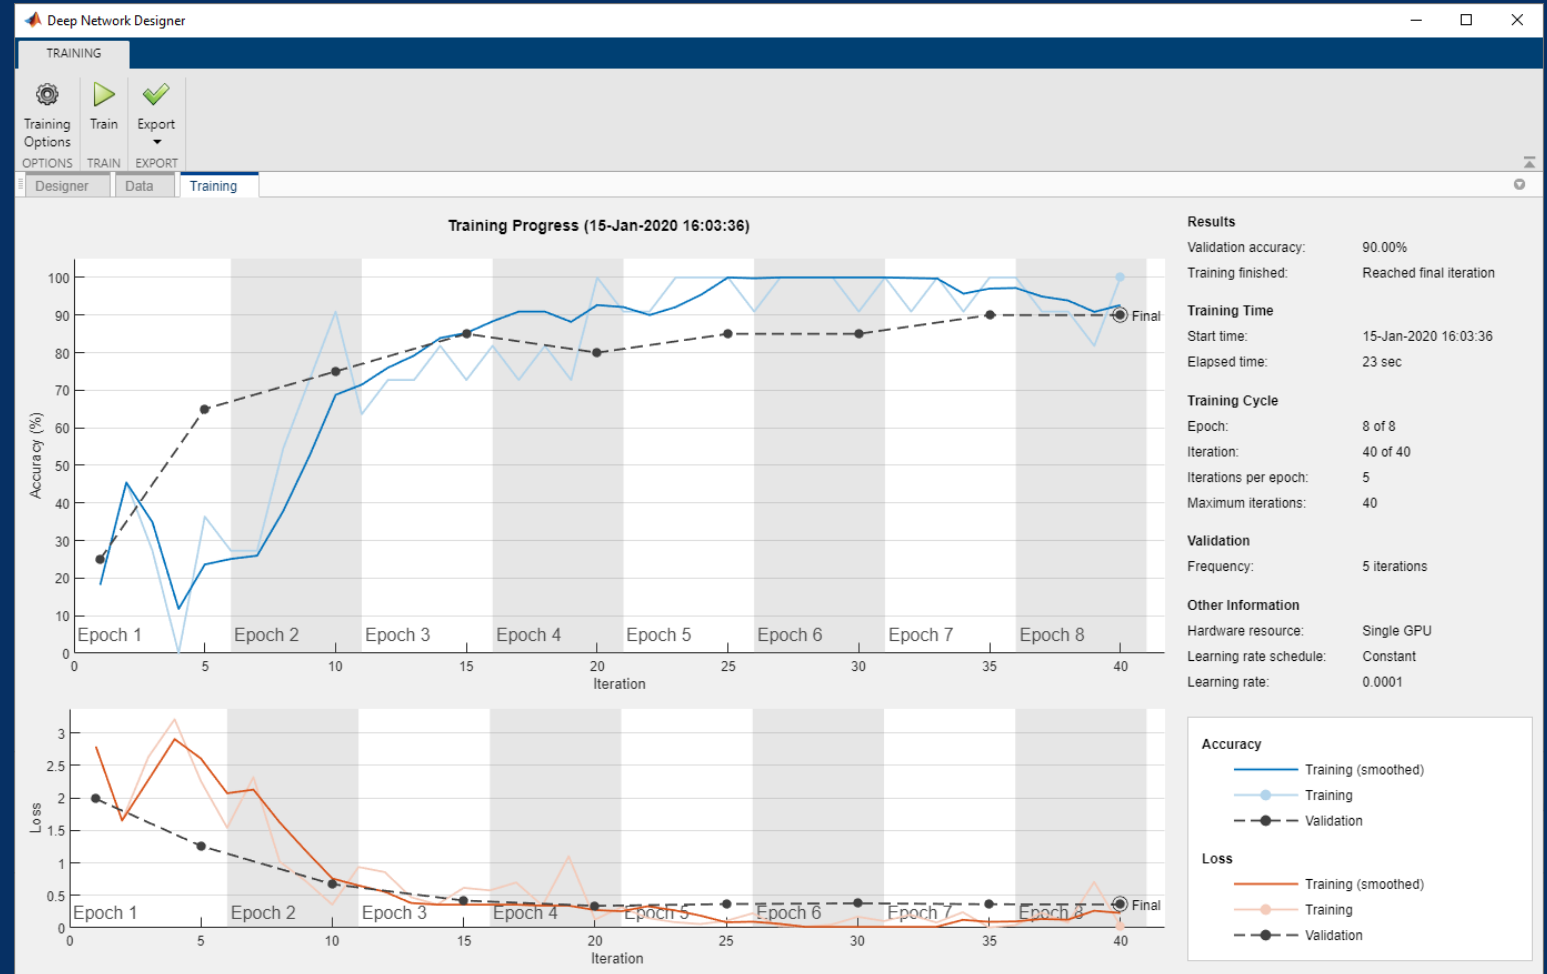 Deep Network Designer
TRAINING
Training Options
Train
Export
OPTIONS
TRAIN
EXPORT
Designer
Data
Training
Training Progress (15-Jan-2020 16:03:36)
Accuracy (%)
100
90
80
70
60
50
40
30
20
10
0
Final
Epoch 1
Epoch 2
Epoch 3
Epoch 4
Epoch 5
Epoch 6
Epoch 7
Epoch 8
0 5 10 15 20 25 30 35 40
Iteration
Loss
3
2.5
2
1.5
1
0.5
0
Final
Epoch 1
Epoch 2
Epoch 3
Epoch 4
Epoch 5
Epoch 6
Epoch 7
Epoch 8
0 5 10 15 20 25 30 35 40
Iteration
Results
Validation accuracy: 90.00%
Training finished: Reached final iteration
Training Time
Start time: 15-Jan-2020 16:03:36
Elapsed time: 23 sec
Training Cycle
Epoch: 8 of 8
Iteration: 40 of 40
Iterations per epoch: 5
Maximum iterations: 40
Validation
Frequency: 5 iterations
Other Information
Hardware resource: Single GPU
Learning rate schedule: Constant
Learning rate: 0.0001
Accuracy
Training (smoothed)
Training
Validation
Loss
Training (smoothed)
Training
Validation